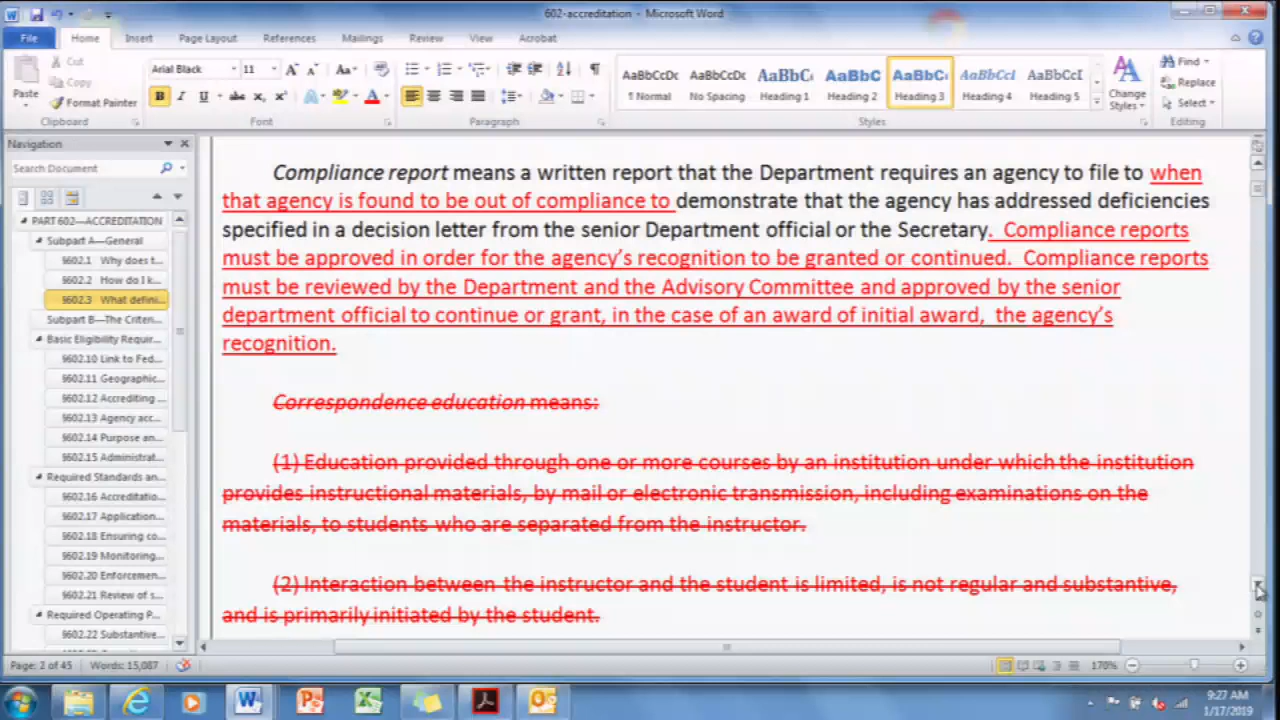 602-accreditation - Microsoft Word
File Home Insert Page Layout References Mailings Review View Acrobat
Paste
Cut
Copy
Format Painter
Clipboard
Arial Black 11
Font
Paragraph
AaBbCcDc AaBbCcDc AaBbC AaBbC AaBbC AaBbCcI AaBbCcI
¶ Normal No Spacing Heading 1 Heading 2 Heading 3 Heading 4 Heading 5
Styles
Change Styles
Find
Replace
Select
Editing
Navigation
Search Document
PART 602—ACCREDITATION
Subpart A—General
§602.1 Why does t...
§602.2 How do I k...
§602.3 What defini...
Subpart B—The Criten...
Basic Eligibility Requir...
§602.10 Link to Fed...
§602.11 Geographic...
§602.12 Accrediting ...
§602.13 Agency acc...
§602.14 Purpose an...
§602.15 Administrat...
Required Standards an...
§602.16 Accreditatio...
§602.17 Application...
§602.18 Ensuring co...
§602.19 Monitoring...
§602.20 Enforcemen...
§602.21 Review of s...
Required Operating P...
§602.22 Substantive...
Compliance report means a written report that the Department requires an agency to file to when
that agency is found to be out of compliance to demonstrate that the agency has addressed deficiencies
specified in a decision letter from the senior Department official or the Secretary. Compliance reports
must be approved in order for the agency's recognition to be granted or continued. Compliance reports
must be reviewed by the Department and the Advisory Committee and approved by the senior
department official to continue or grant, in the case of an award of initial award, the agency's
recognition.
Correspondence education means:
(1) Education provided through one or more courses by an institution under which the institution
provides instructional materials, by mail or electronic transmission, including examinations on the
materials, to students who are separated from the instructor.
(2) Interaction between the instructor and the student is limited, is not regular and substantive,
and is primarily initiated by the student.
Page: 2 of 45 Words: 15,087
170%
9:27 AM
1/17/2019